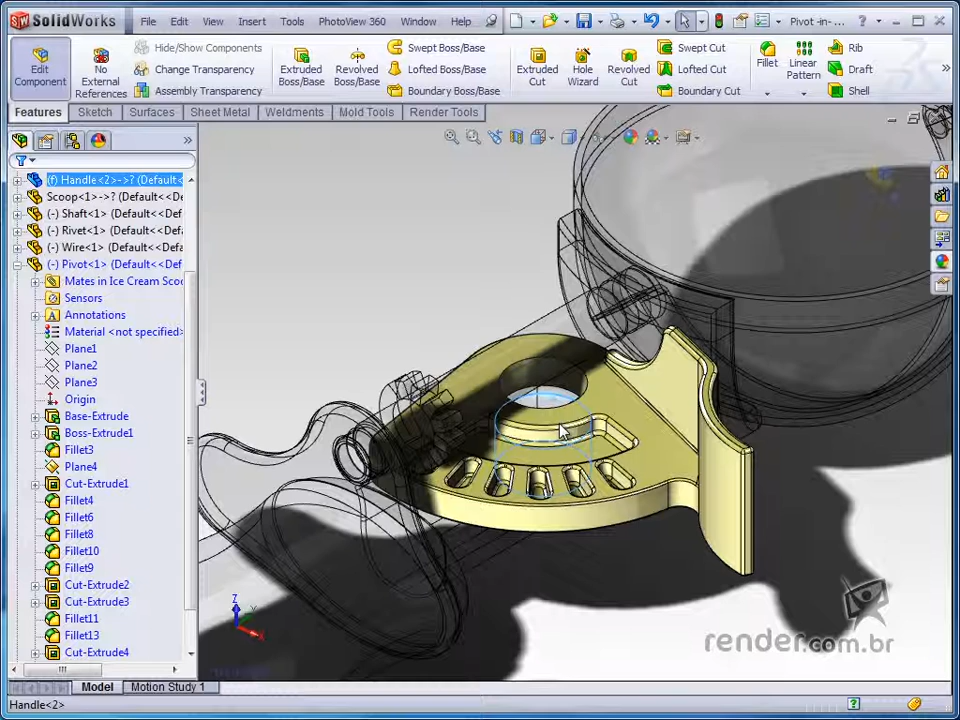 SolidWorks
File Edit View Insert Tools PhotoView 360 Window Help
Pivot -in- ...
Edit Component
No External References
Hide/Show Components
Change Transparency
Assembly Transparency
Extruded Boss/Base
Revolved Boss/Base
Swept Boss/Base
Lofted Boss/Base
Boundary Boss/Base
Extruded Cut
Hole Wizard
Revolved Cut
Swept Cut
Lofted Cut
Boundary Cut
Fillet
Linear Pattern
Rib
Draft
Shell
Features Sketch Surfaces Sheet Metal Weldments Mold Tools Render Tools
(f) Handle<2>->? (Default<
Scoop<1>->? (Default<<De
(-) Shaft<1> (Default<<Def
(-) Rivet<1> (Default<<Defa
(-) Wire<1> (Default<<Defa
(-) Pivot<1> (Default<<Def
Mates in Ice Cream Scoo
Sensors
Annotations
Material <not specified>
Plane1
Plane2
Plane3
Origin
Base-Extrude
Boss-Extrude1
Fillet3
Plane4
Cut-Extrude1
Fillet4
Fillet6
Fillet8
Fillet10
Fillet9
Cut-Extrude2
Cut-Extrude3
Fillet11
Fillet13
Cut-Extrude4
Z
Y
X
render.com.br
Model Motion Study 1
Handle<2>